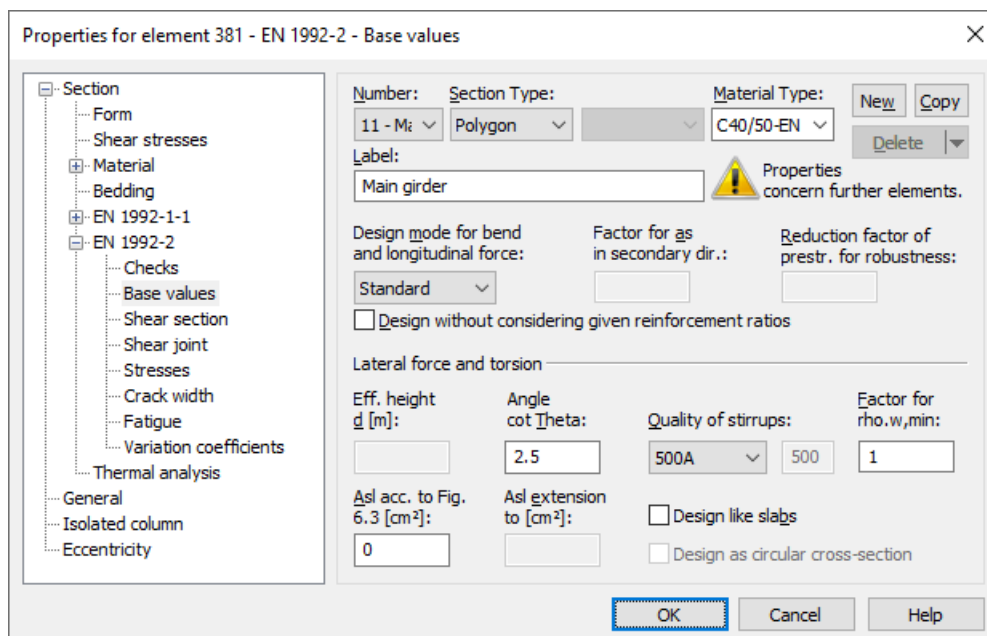 Properties for element 381 - EN 1992-2 - Base values
Section
Form
Shear stresses
Material
Bedding
EN 1992-1-1
EN 1992-2
Checks
Base values
Shear section
Shear joint
Stresses
Crack width
Fatigue
Variation coefficients
Thermal analysis
General
Isolated column
Eccentricity
Number: Section Type: Material Type:
11 - Ma Polygon C40/50-EN New Copy
Delete
Label:
Main girder
Properties
concern further elements.
Design mode for bend
and longitudinal force:
Standard
Factor for as
in secondary dir.:
Reduction factor of
prestr. for robustness:
Design without considering given reinforcement ratios
Lateral force and torsion
Eff. height
d [m]:
Angle
cot Theta:
2.5
Quality of stirrups:
500A 500
Factor for
rho.w,min:
1
Asl acc. to Fig.
6.3 [cm²]:
0
Asl extension
to [cm²]:
Design like slabs
Design as circular cross-section
OK Cancel Help